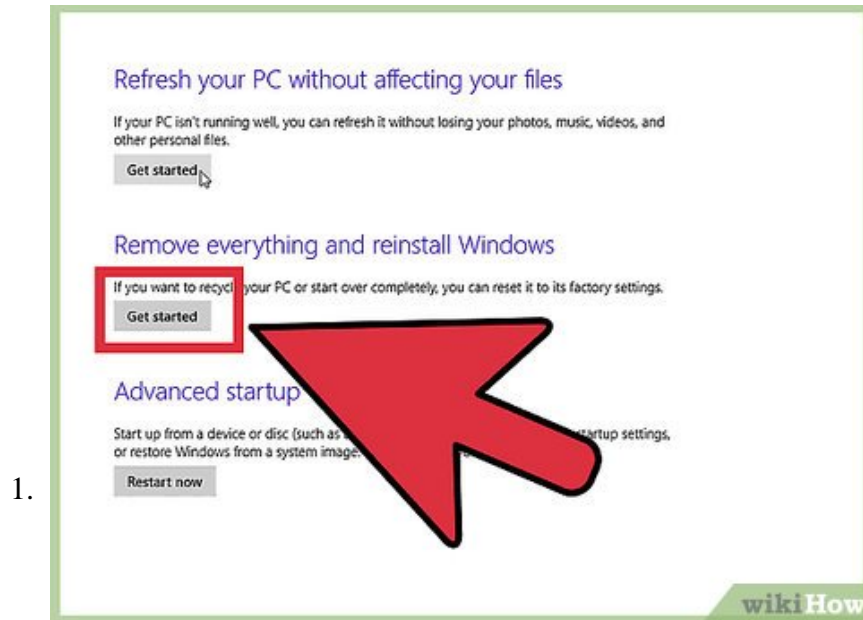 Refresh your PC without affecting your files
If your PC isn't running well, you can refresh it without losing your photos, music, videos, and
other personal files.
Get started
Remove everything and reinstall Windows
If you want to recycle your PC or start over completely, you can reset it to its factory settings.
Get started
Advanced startup
Start up from a device or disc (such as startup settings,
or restore Windows from a system image.
Restart now
1.
wikiHow